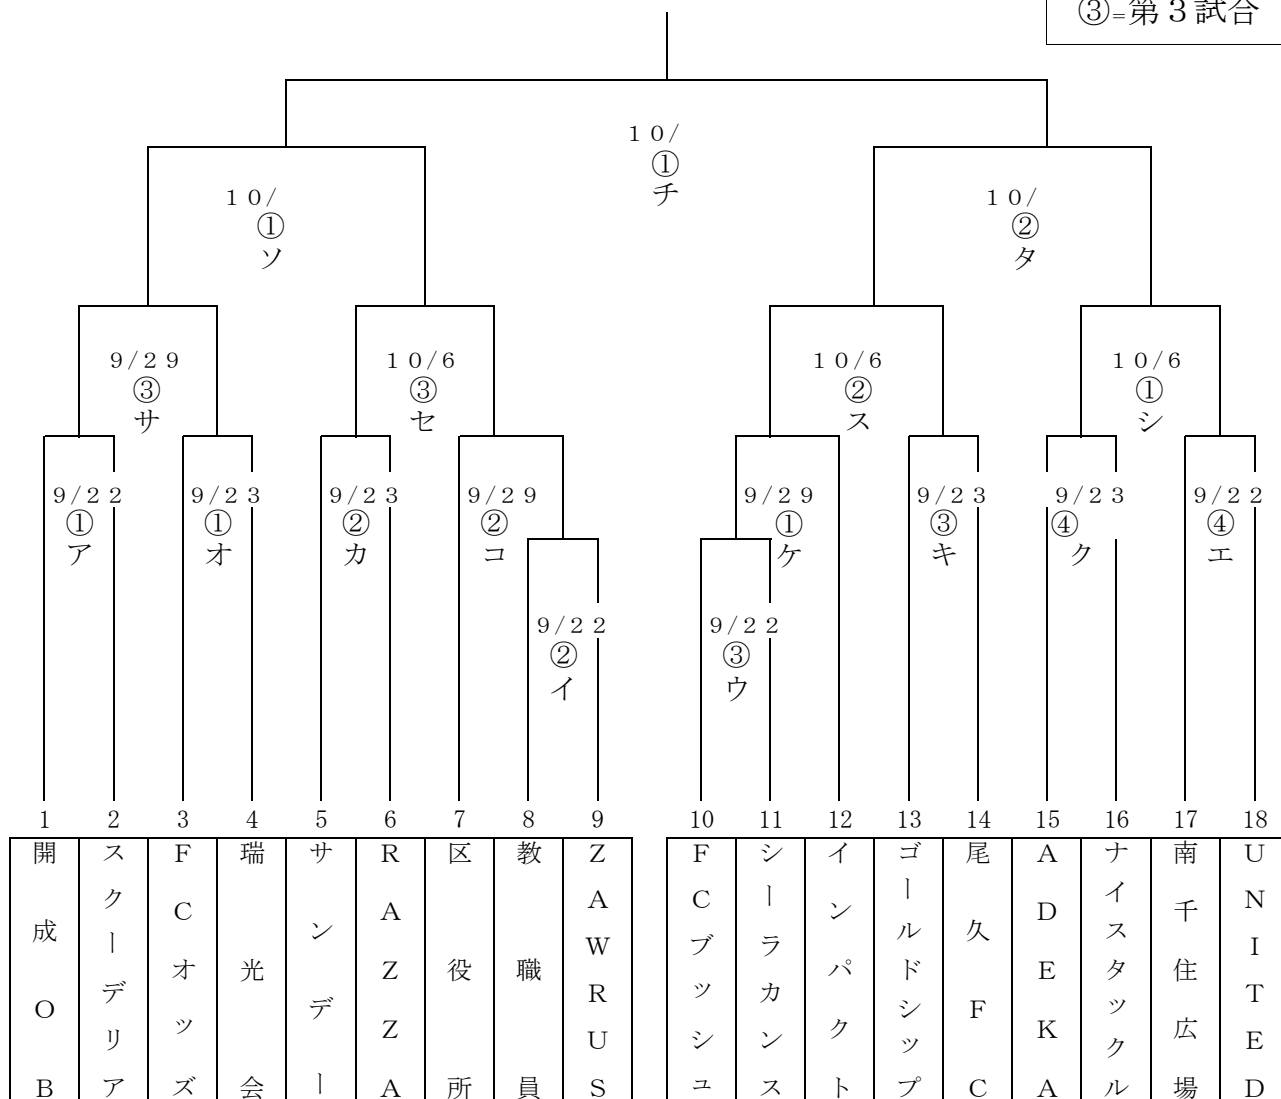 ③=第３試合
１０/
①
チ
１０/
①
ソ
１０/
②
タ
９/２９
③
サ
１０/６
③
セ
１０/６
②
ス
１０/６
①
シ
９/２２
①
ア
９/２３
①
オ
９/２３
②
カ
９/２９
②
コ
９/２９
①
ケ
９/２３
③
キ
９/２３
④
ク
９/２２
④
エ
９/２２
②
イ
９/２２
③
ウ
1 2 3 4 5 6 7 8 9 10 11 12 13 14 15 16 17 18
開成ＯＢ
スクーデリア
ＦＣオッズ
瑞光会
サンデー
ＲＡＺＺＡ
区役所
教職員
ＺＡＷＲＵＳ
ＦＣブッシュ
シーラカンス
インパクト
ゴールドシップ
尾久ＦＣ
ＡＤＥＫＡ
ナイスタックル
南千住広場
ＵＮＩＴＥＤ